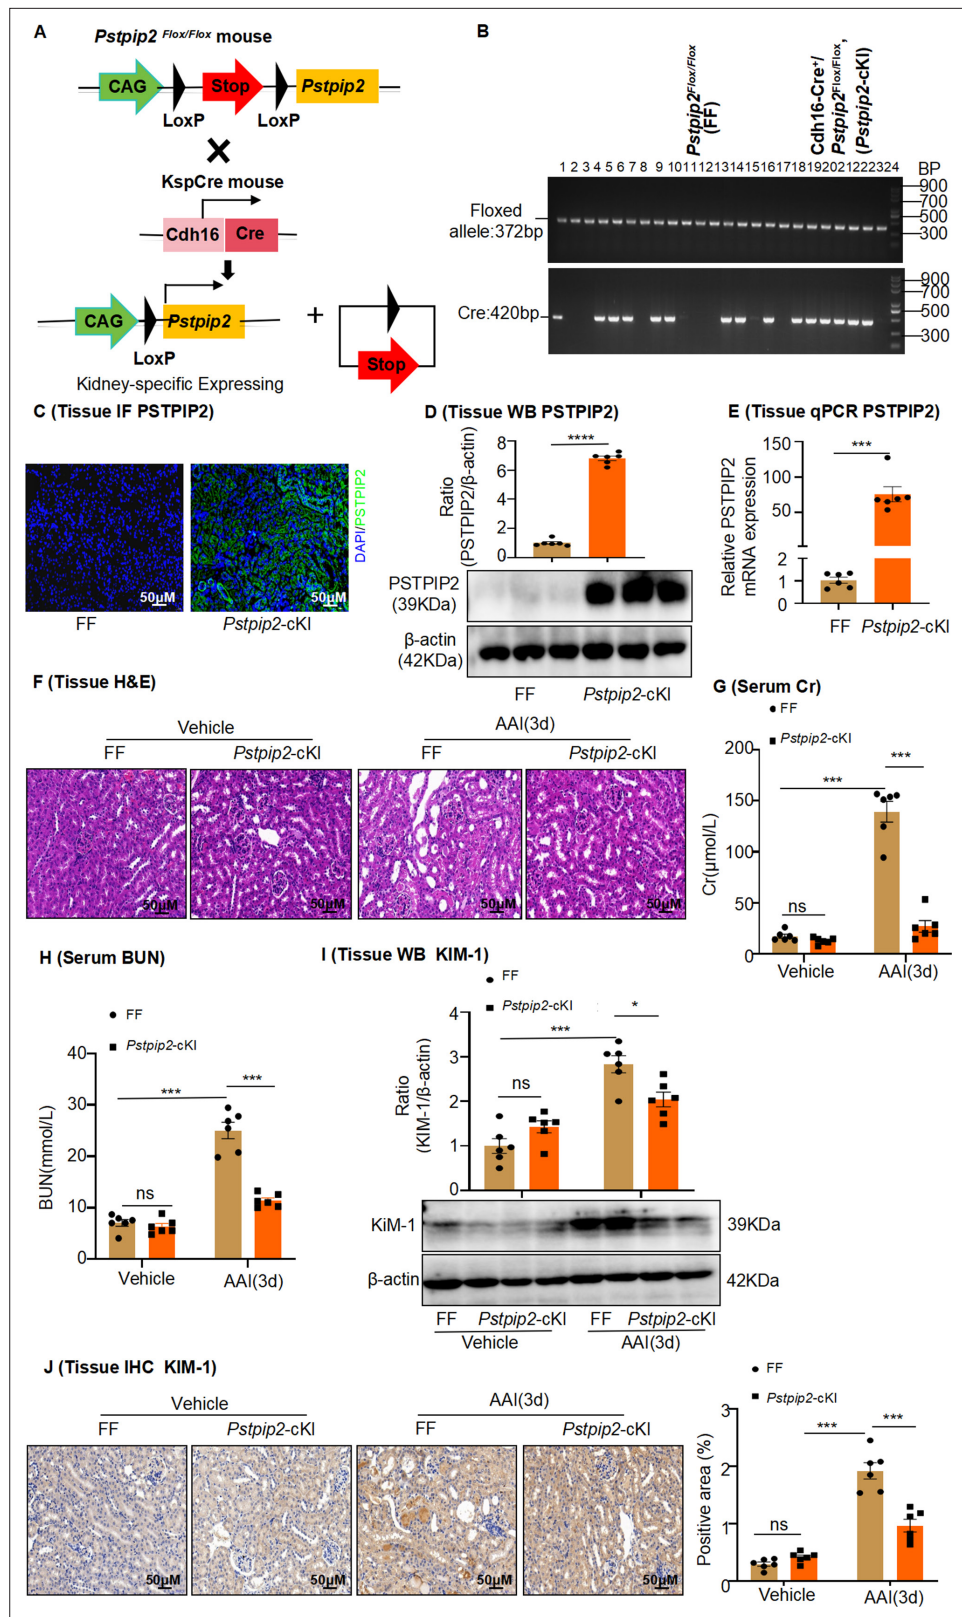 A
Pstpip2 Flox/Flox mouse
CAG
Stop
Pstpip2
LoxP
LoxP
KspCre mouse
Cdh16
Cre
CAG
Pstpip2
+
Stop
LoxP
Kidney-specific Expressing
B
Pstpip2Flox/Flox
(FF)
Cdh16-Cre+/
Pstpip2Flox/Flox,
(Pstpip2-cKI)
1 2 3 4 5 6 7 8 9 10 11 12 13 14 15 16 17 18 19 20 21 22 23 24
BP
Floxed
allele:372bp
900
700
500
300
Cre:420bp
900
700
500
300
C (Tissue IF PSTPIP2)
DAPI/PSTPIP2
50μM
50μM
FF
Pstpip2-cKI
D (Tissue WB PSTPIP2)
Ratio
(PSTPIP2/β-actin)
8
6
4
2
0
****
PSTPIP2
(39KDa)
β-actin
(42KDa)
FF
Pstpip2-cKI
E (Tissue qPCR PSTPIP2)
Relative PSTPIP2
mRNA expression
150
100
50
2
1
0
***
FF
Pstpip2-cKI
F (Tissue H&E)
Vehicle
AAI(3d)
FF
Pstpip2-cKI
FF
Pstpip2-cKI
50μM
50μM
50μM
50μM
G (Serum Cr)
FF
Pstpip2-cKI
Cr(μmol/L)
200
150
100
50
0
ns
***
***
Vehicle
AAI(3d)
H (Serum BUN)
FF
Pstpip2-cKI
BUN(mmol/L)
40
30
20
10
0
ns
***
***
Vehicle
AAI(3d)
I (Tissue WB KIM-1)
FF
Pstpip2-cKI
Ratio
(KIM-1/β-actin)
4
3
2
1
0
ns
***
*
KiM-1
39KDa
β-actin
42KDa
FF
Pstpip2-cKI
FF
Pstpip2-cKI
Vehicle
AAI(3d)
J (Tissue IHC KIM-1)
Vehicle
AAI(3d)
FF
Pstpip2-cKI
FF
Pstpip2-cKI
50μM
50μM
50μM
50μM
FF
Pstpip2-cKI
Positive area (%)
3
2
1
0
ns
***
***
Vehicle
AAI(3d)